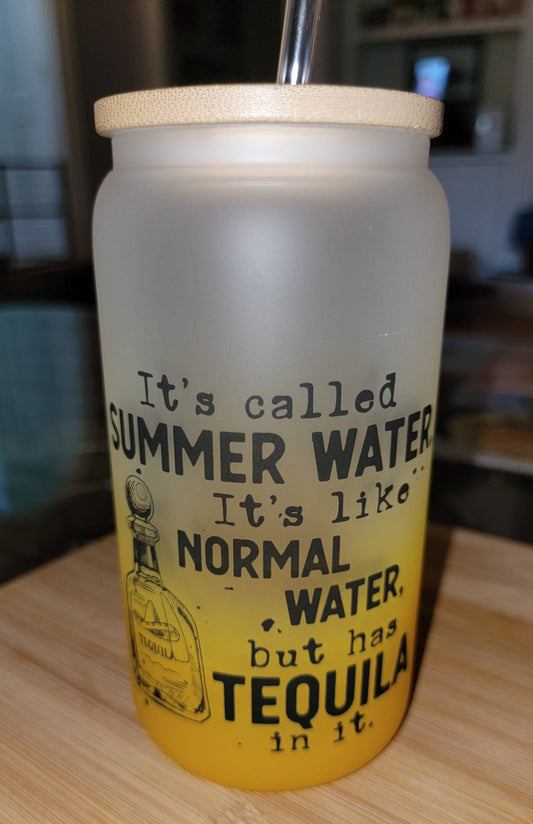 It's called
SUMMER WATER.
It's like
NORMAL
WATER,
but has
TEQUILA
TEQUILA
in it.